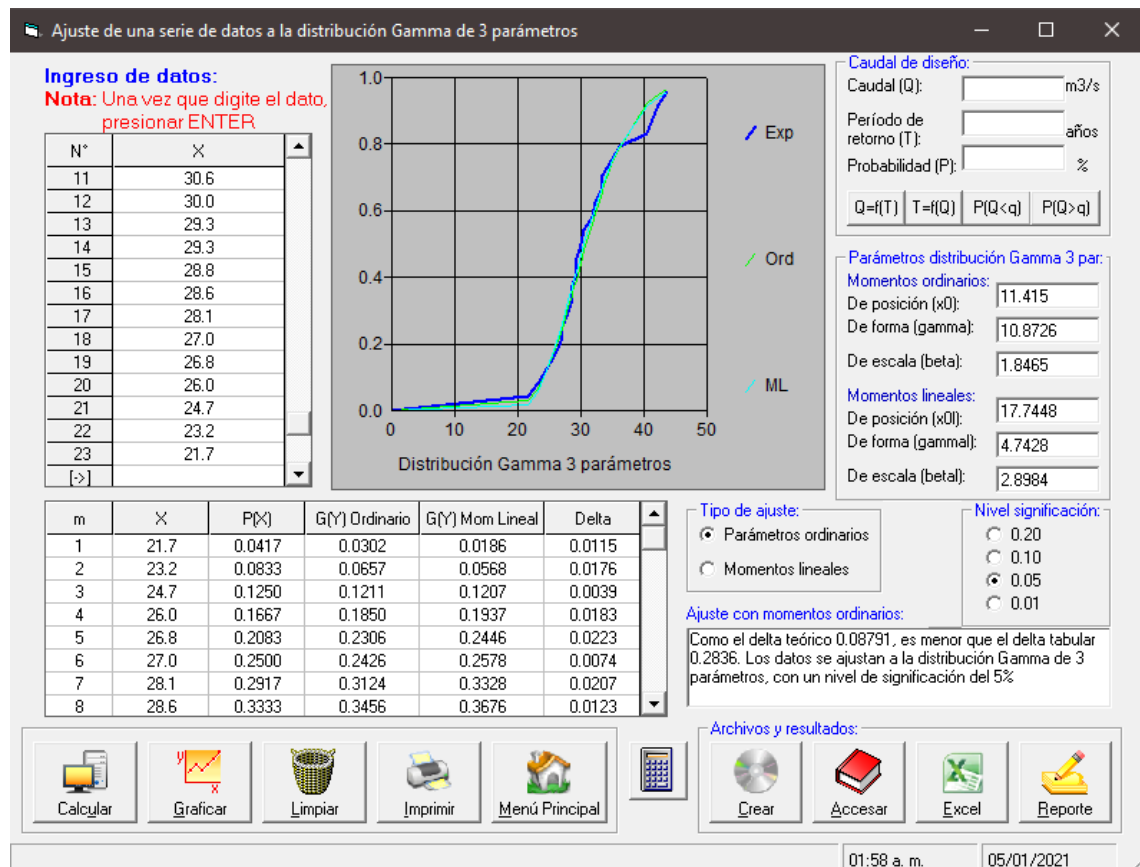 Ajuste de una serie de datos a la distribución Gamma de 3 parámetros
Ingreso de datos:
Nota: Una vez que digite el dato,
presionar ENTER
N° X
11 30.6
12 30.0
13 29.3
14 29.3
15 28.8
16 28.6
17 28.1
18 27.0
19 26.8
20 26.0
21 24.7
22 23.2
23 21.7
[->]
1.0
0.8
0.6
0.4
0.2
0.0
0 10 20 30 40 50
Distribución Gamma 3 parámetros
Exp
Ord
ML
Caudal de diseño:
Caudal (Q): m3/s
Período de
retorno (T): años
Probabilidad (P): %
Q=f(T) T=f(Q) P(Q<q) P(Q>q)
Parámetros distribución Gamma 3 par:
Momentos ordinarios:
De posición (x0): 11.415
De forma (gamma): 10.8726
De escala (beta): 1.8465
Momentos lineales:
De posición (x0l): 17.7448
De forma (gammal): 4.7428
De escala (betal): 2.8984
m X P(X) G(Y) Ordinario G(Y) Mom Lineal Delta
1 21.7 0.0417 0.0302 0.0186 0.0115
2 23.2 0.0833 0.0657 0.0568 0.0176
3 24.7 0.1250 0.1211 0.1207 0.0039
4 26.0 0.1667 0.1850 0.1937 0.0183
5 26.8 0.2083 0.2306 0.2446 0.0223
6 27.0 0.2500 0.2426 0.2578 0.0074
7 28.1 0.2917 0.3124 0.3328 0.0207
8 28.6 0.3333 0.3456 0.3676 0.0123
Tipo de ajuste:
Parámetros ordinarios
Momentos lineales
Nivel significación:
0.20
0.10
0.05
0.01
Ajuste con momentos ordinarios:
Como el delta teórico 0.08791, es menor que el delta tabular
0.2836. Los datos se ajustan a la distribución Gamma de 3
parámetros, con un nivel de significación del 5%
Calcular Graficar Limpiar Imprimir Menú Principal
Archivos y resultados:
Crear Accesar Excel Reporte
01:58 a. m. 05/01/2021